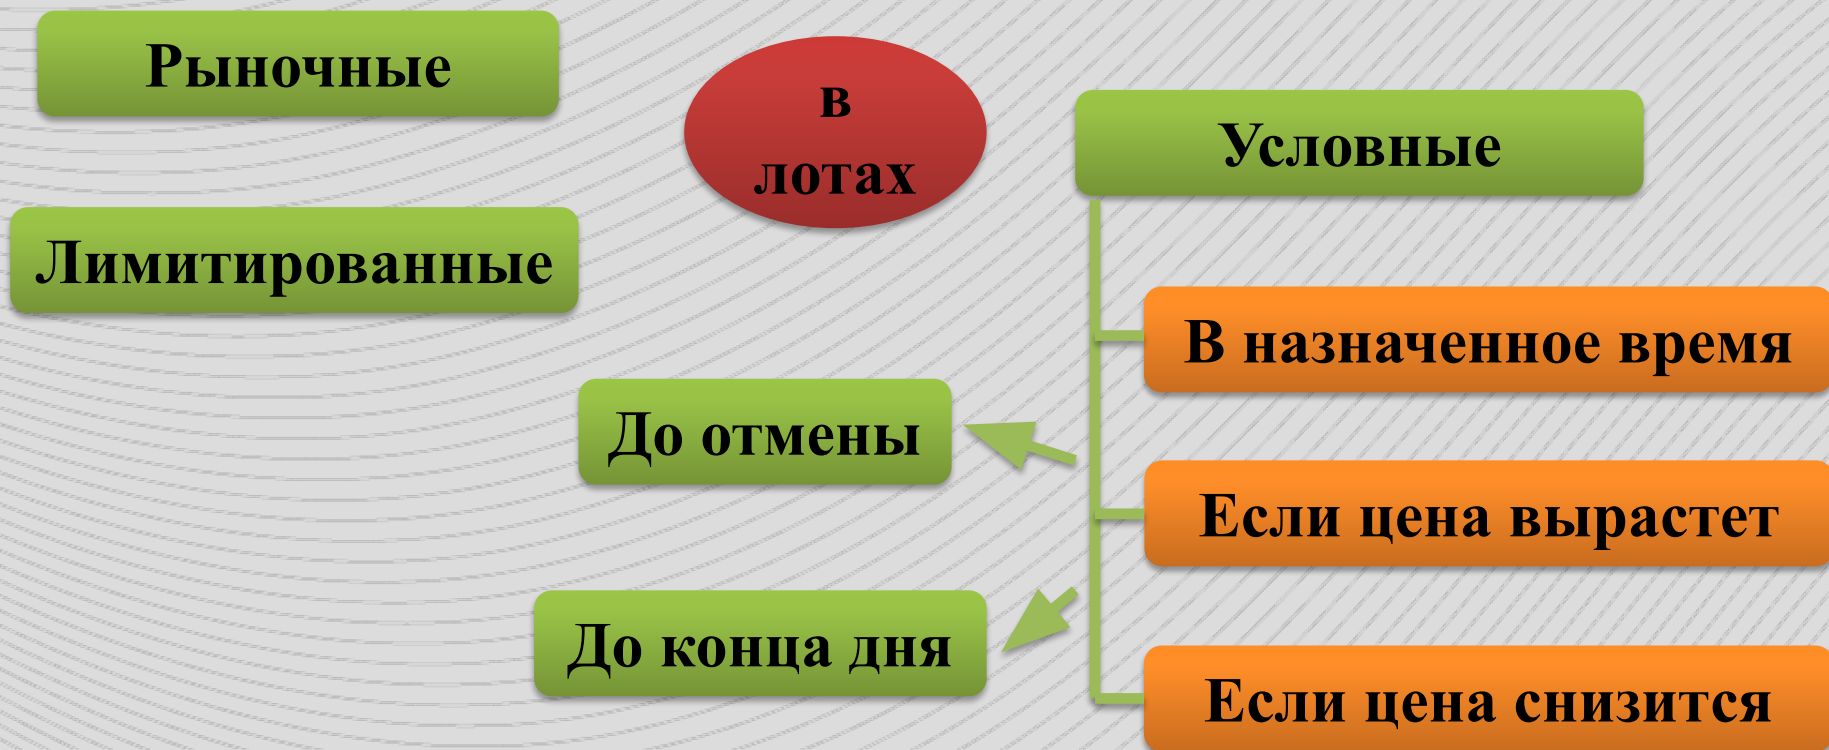 Рыночные
в
лотах
Условные
Лимитированные
В назначенное время
До отмены
Если цена вырастет
До конца дня
Если цена снизится